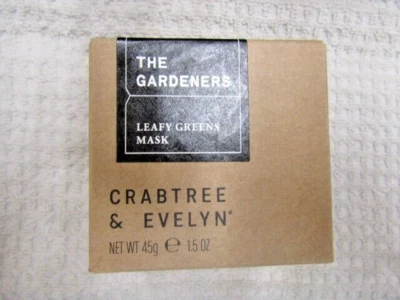 THE
GARDENERS
LEAFY GREENS
MASK
CRABTREE
& EVELYN®
NET WT 45g ℮ 1.5 OZ